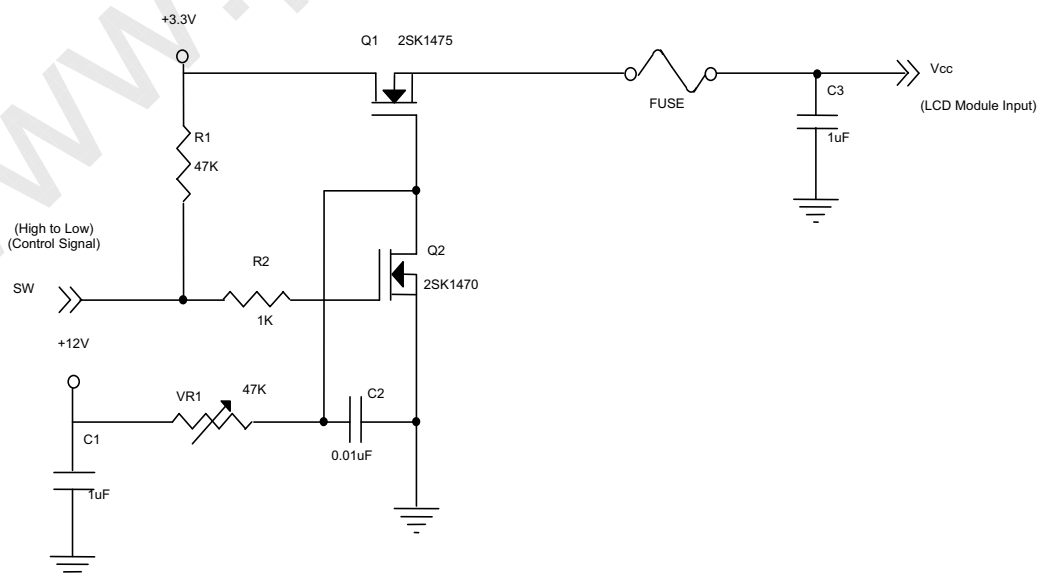 +3.3V
Q1 2SK1475
Vcc
FUSE
C3
(LCD Module Input)
R1
1uF
47K
(High to Low)
(Control Signal)
Q2
R2
2SK1470
SW
1K
+12V
VR1
47K
C2
C1
0.01uF
1uF